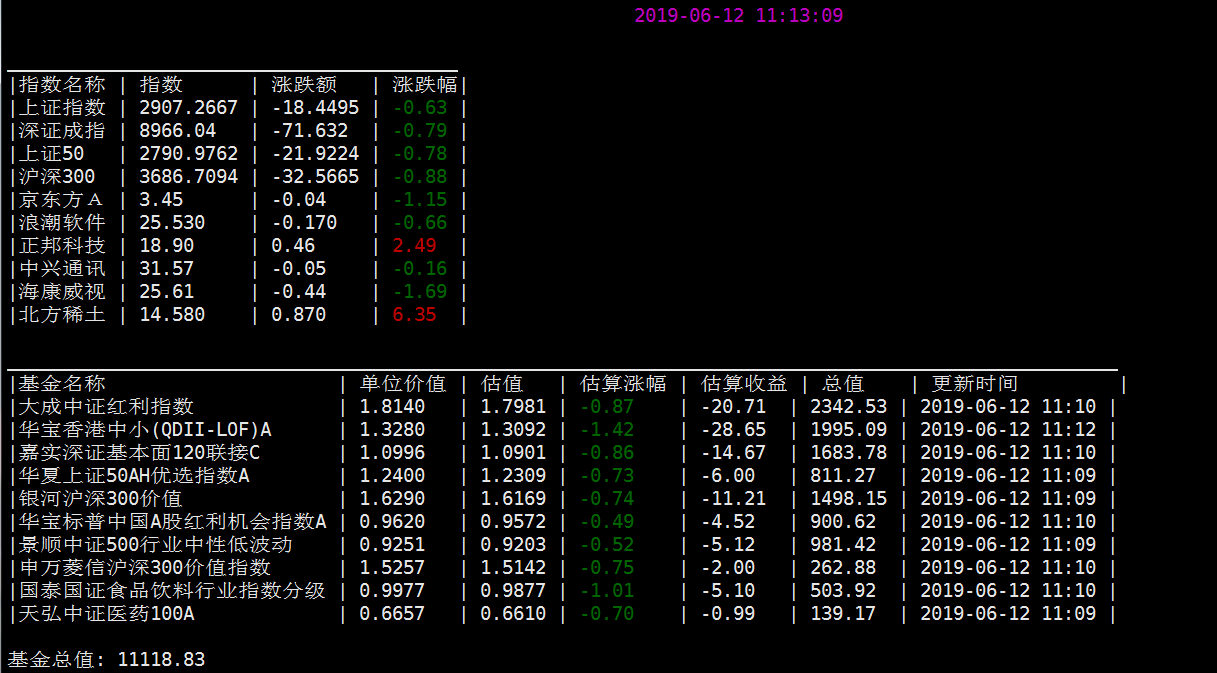 2019-06-12 11:13:09
|指数名称 | 指数 | 涨跌额 | 涨跌幅|
|上证指数 | 2907.2667 | -18.4495 | -0.63 |
|深证成指 | 8966.04 | -71.632 | -0.79 |
|上证50 | 2790.9762 | -21.9224 | -0.78 |
|沪深300 | 3686.7094 | -32.5665 | -0.88 |
|京东方Ａ | 3.45 | -0.04 | -1.15 |
|浪潮软件 | 25.530 | -0.170 | -0.66 |
|正邦科技 | 18.90 | 0.46 | 2.49 |
|中兴通讯 | 31.57 | -0.05 | -0.16 |
|海康威视 | 25.61 | -0.44 | -1.69 |
|北方稀土 | 14.580 | 0.870 | 6.35 |
|基金名称 | 单位价值 | 估值 | 估算涨幅 | 估算收益 | 总值 | 更新时间 |
|大成中证红利指数 | 1.8140 | 1.7981 | -0.87 | -20.71 | 2342.53 | 2019-06-12 11:10 |
|华宝香港中小(QDII-LOF)A | 1.3280 | 1.3092 | -1.42 | -28.65 | 1995.09 | 2019-06-12 11:12 |
|嘉实深证基本面120联接C | 1.0996 | 1.0901 | -0.86 | -14.67 | 1683.78 | 2019-06-12 11:10 |
|华夏上证50AH优选指数A | 1.2400 | 1.2309 | -0.73 | -6.00 | 811.27 | 2019-06-12 11:09 |
|银河沪深300价值 | 1.6290 | 1.6169 | -0.74 | -11.21 | 1498.15 | 2019-06-12 11:09 |
|华宝标普中国A股红利机会指数A | 0.9620 | 0.9572 | -0.49 | -4.52 | 900.62 | 2019-06-12 11:10 |
|景顺中证500行业中性低波动 | 0.9251 | 0.9203 | -0.52 | -5.12 | 981.42 | 2019-06-12 11:09 |
|申万菱信沪深300价值指数 | 1.5257 | 1.5142 | -0.75 | -2.00 | 262.88 | 2019-06-12 11:10 |
|国泰国证食品饮料行业指数分级 | 0.9977 | 0.9877 | -1.01 | -5.10 | 503.92 | 2019-06-12 11:10 |
|天弘中证医药100A | 0.6657 | 0.6610 | -0.70 | -0.99 | 139.17 | 2019-06-12 11:09 |
基金总值: 11118.83